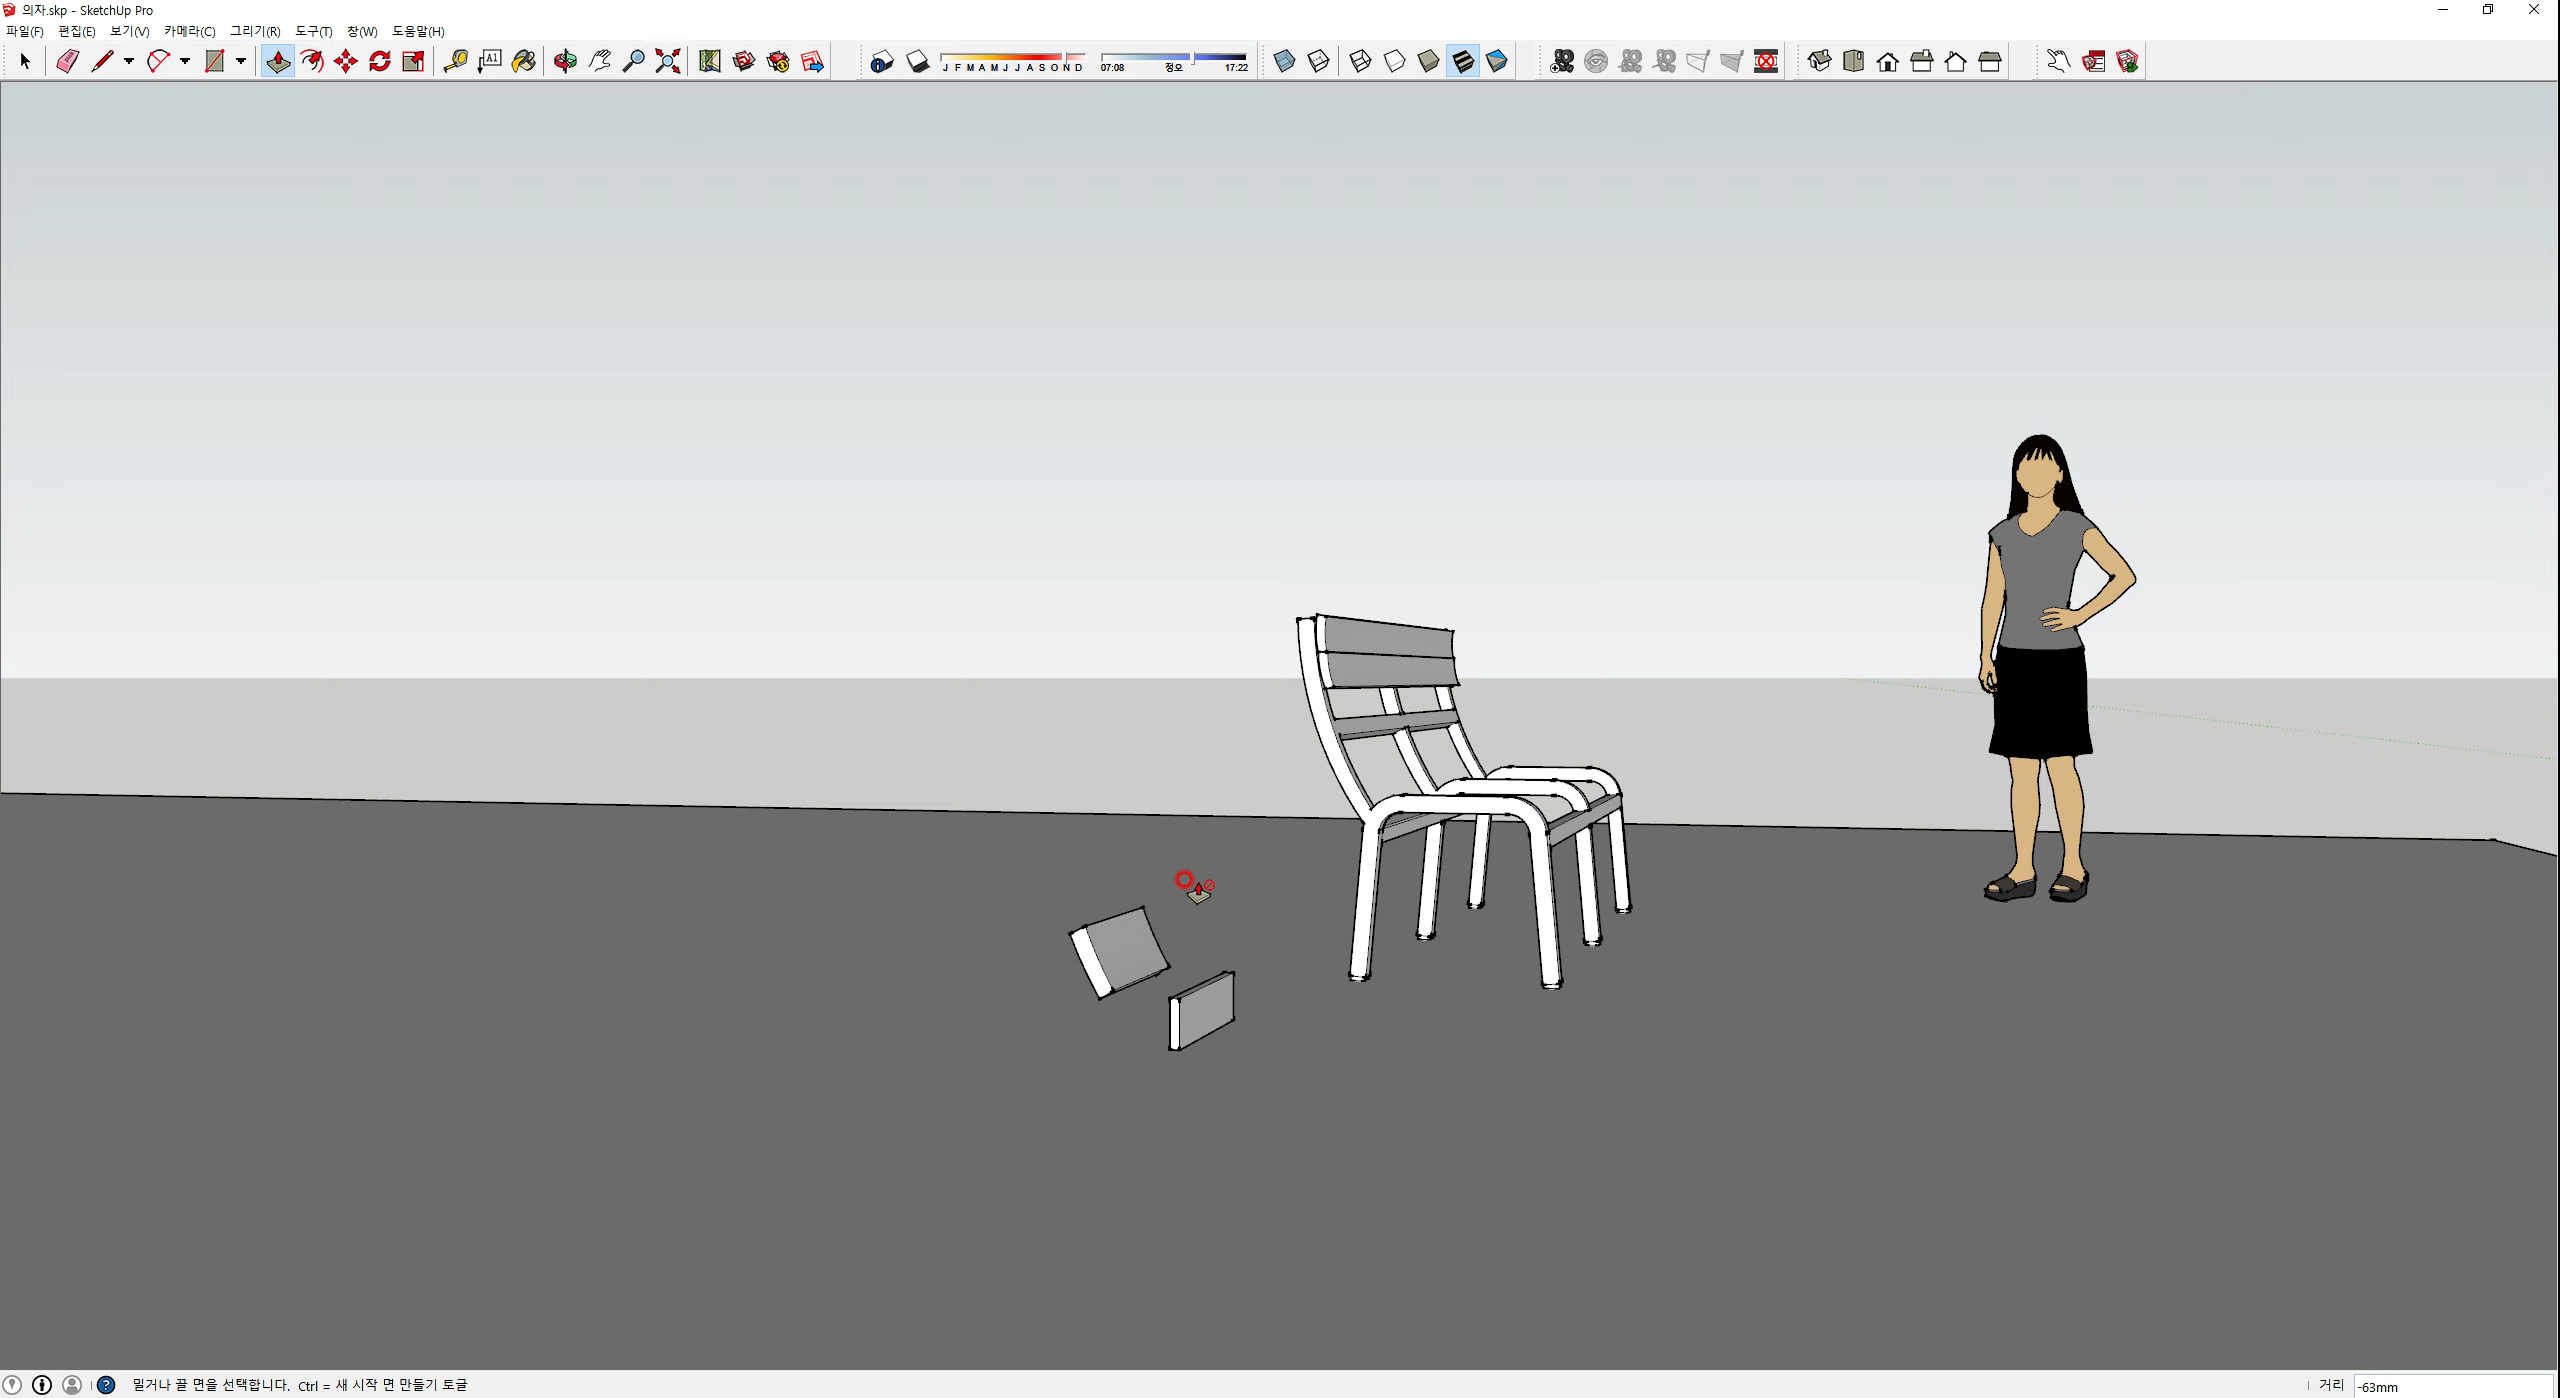 의자.skp - SketchUp Pro
파일(F) 편집(E) 보기(V) 카메라(C) 그리기(R) 도구(T) 창(W) 도움말(H)
A1
J F M A M J J A S O N D 07:08 정오 17:22
밀거나 끌 면을 선택합니다. Ctrl = 새 시작 면 만들기 토글 거리 -63mm